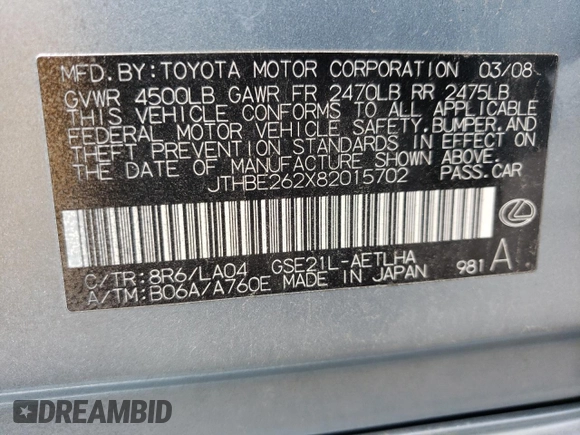 MFD.BY:TOYOTA MOTOR CORPORATION 03/08
GVWR 4500LB GAWR FR 2470LB RR 2475LB
THIS VEHICLE CONFORMS TO ALL APPLICABLE
FEDERAL MOTOR VEHICLE SAFETY,BUMPER,AND
THEFT PREVENTION STANDARDS IN EFFECT ON
THE DATE OF MANUFACTURE SHOWN ABOVE.
JTHBE262X82015702 PASS.CAR
C/TR:8R6/LA04 GSE21L-AETLHA
A/TM:B06A/A760E MADE IN JAPAN 981 A
DREAMBID